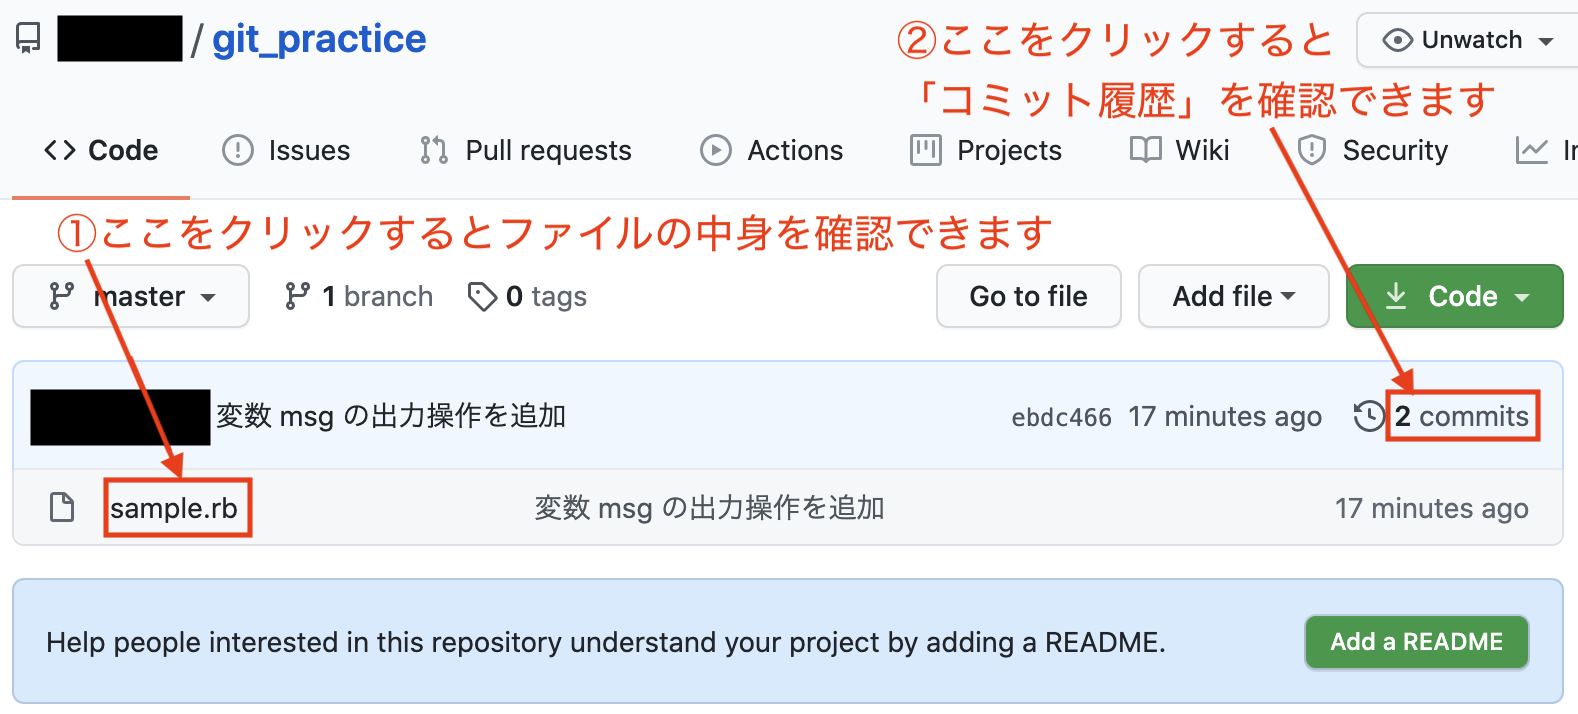 / git_practice
②ここをクリックすると
Unwatch
「コミット履歴」を確認できます
Code
Issues
Pull requests
Actions
Projects
Wiki
Security
①ここをクリックするとファイルの中身を確認できます
master
1 branch
0 tags
Go to file
Add file
Code
変数 msg の出力操作を追加
ebdc466 17 minutes ago
2 commits
sample.rb
変数 msg の出力操作を追加
17 minutes ago
Help people interested in this repository understand your project by adding a README.
Add a README